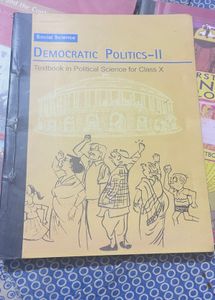 Social Science
DEMOCRATIC POLITICS-II
Textbook in Political Science for Class X